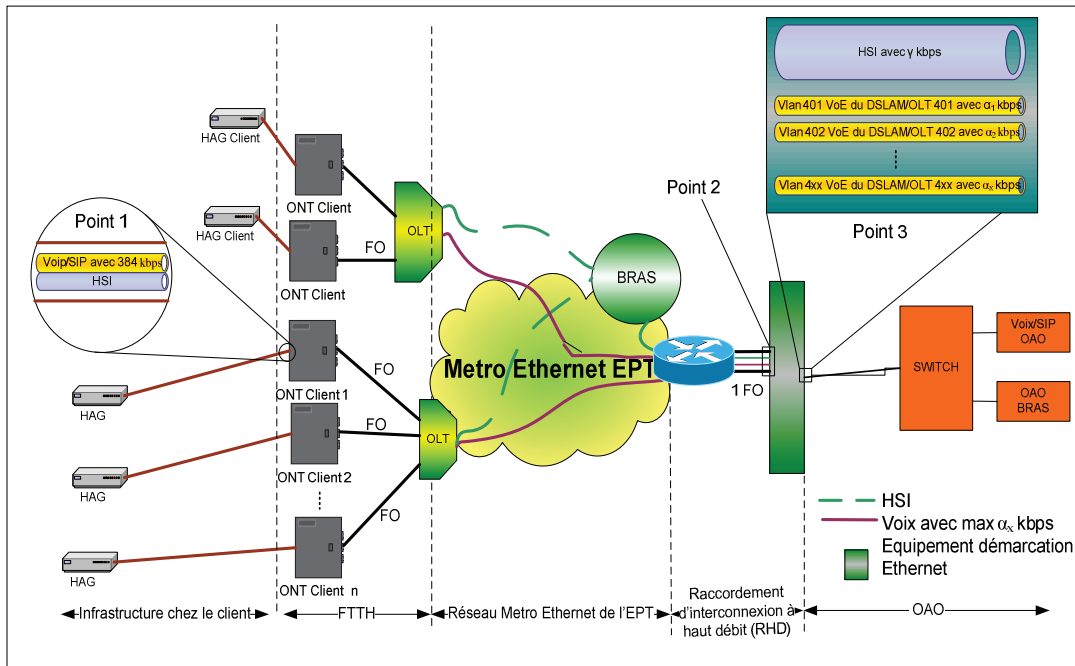 HSI avec γ kbps
Vlan 401 VoE du DSLAM/OLT 401 avec α1 kbps
Vlan 402 VoE du DSLAM/OLT 402 avec α2 kbps
Vlan 4xx VoE du DSLAM/OLT 4xx avec αx kbps
HAG Client
ONT Client
HAG Client
ONT Client
FO
OLT
Point 1
Voip/SIP avec 384 kbps
HSI
BRAS
Point 2
Point 3
Metro Ethernet EPT
1 FO
SWITCH
Voix/SIP
OAO
OAO
BRAS
HAG
ONT Client 1
FO
FO
OLT
HAG
ONT Client 2
FO
HAG
ONT Client n
HSI
Voix avec max αx kbps
Equipement démarcation
Ethernet
Infrastructure chez le client
FTTH
Réseau Metro Ethernet de l'EPT
Raccordement
d'interconnexion à
haut débit (RHD)
OAO